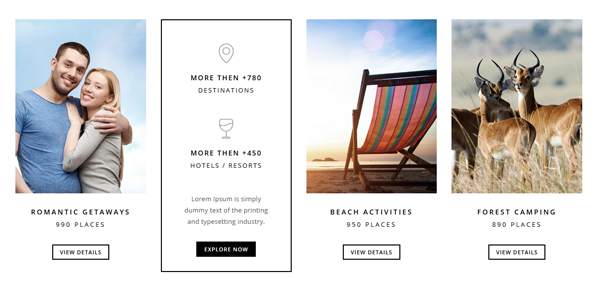 ROMANTIC GETAWAYS
990 PLACES
VIEW DETAILS
MORE THEN +780
DESTINATIONS
MORE THEN +450
HOTELS / RESORTS
Lorem Ipsum is simply
dummy text of the printing
and typesetting industry.
EXPLORE NOW
BEACH ACTIVITIES
950 PLACES
VIEW DETAILS
FOREST CAMPING
890 PLACES
VIEW DETAILS